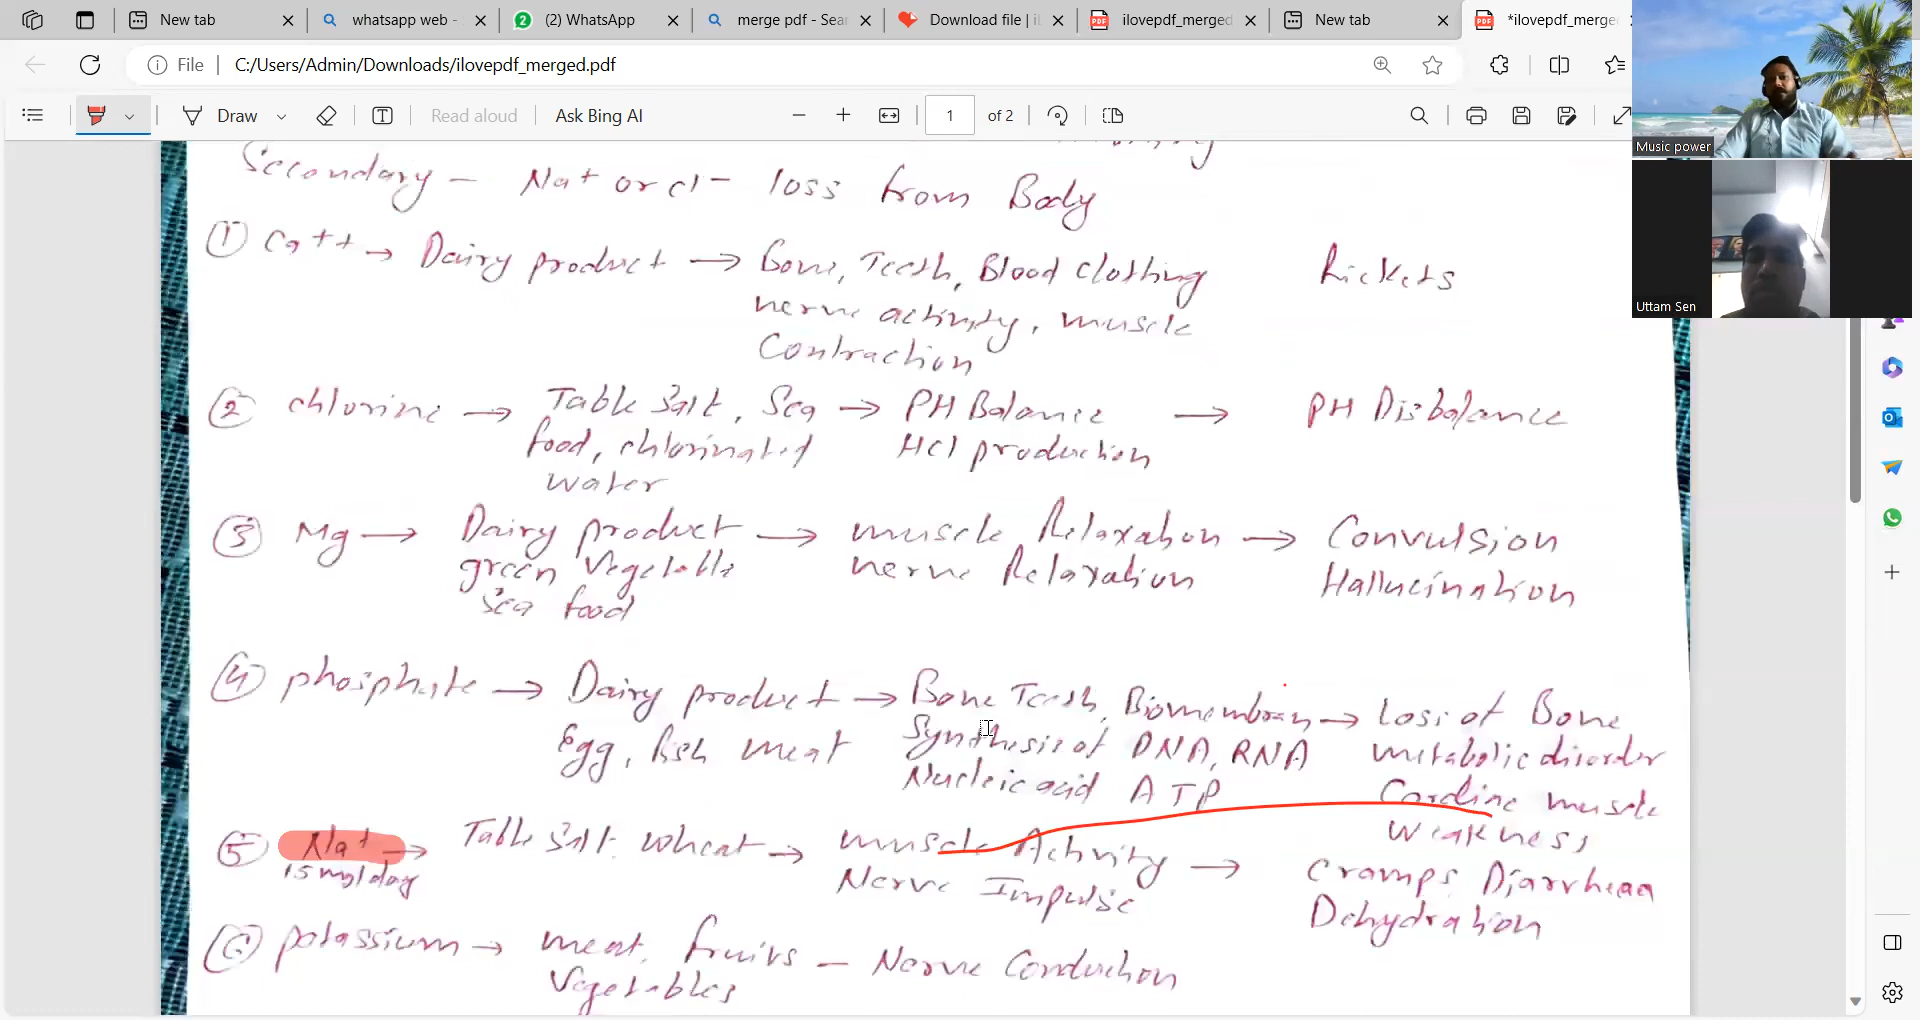 New tab
whatsapp web -
(2) WhatsApp
merge pdf - Sear
Download file | iL
ilovepdf_merged
New tab
*ilovepdf_merge
File
C:/Users/Admin/Downloads/ilovepdf_merged.pdf
Draw
Read aloud
Ask Bing AI
1 of 2
Music power
Uttam Sen
Secondary - Na+ or cl- loss from Body
① Ca++ → Dairy product → Bone, Teeth, Blood clothing Rickets
nerve activity, muscle
Contraction
② chlorine → Table Salt, Sea → PH Balance → PH Disbalance
food, chlorinated HCl production
water
③ Mg → Dairy product → muscle Relaxation → Convulsion
green Vegetable nerve Relaxation Hallucination
Sea food
④ phosphate → Dairy product → Bone Teeth, Biomembran → Loss of Bone
Egg, fish meat Synthesis of DNA, RNA metabolic disorder
Nucleic acid ATP Cardiac muscle
Weakness
⑤ Na+ → Table Salt. Wheat → muscle Activity →
15 mg/day Nerve Impulse Cramps Diarrheaa
Dehydration
⑥ potassium → meat, fruits - Nerve Conduction
Vegetables